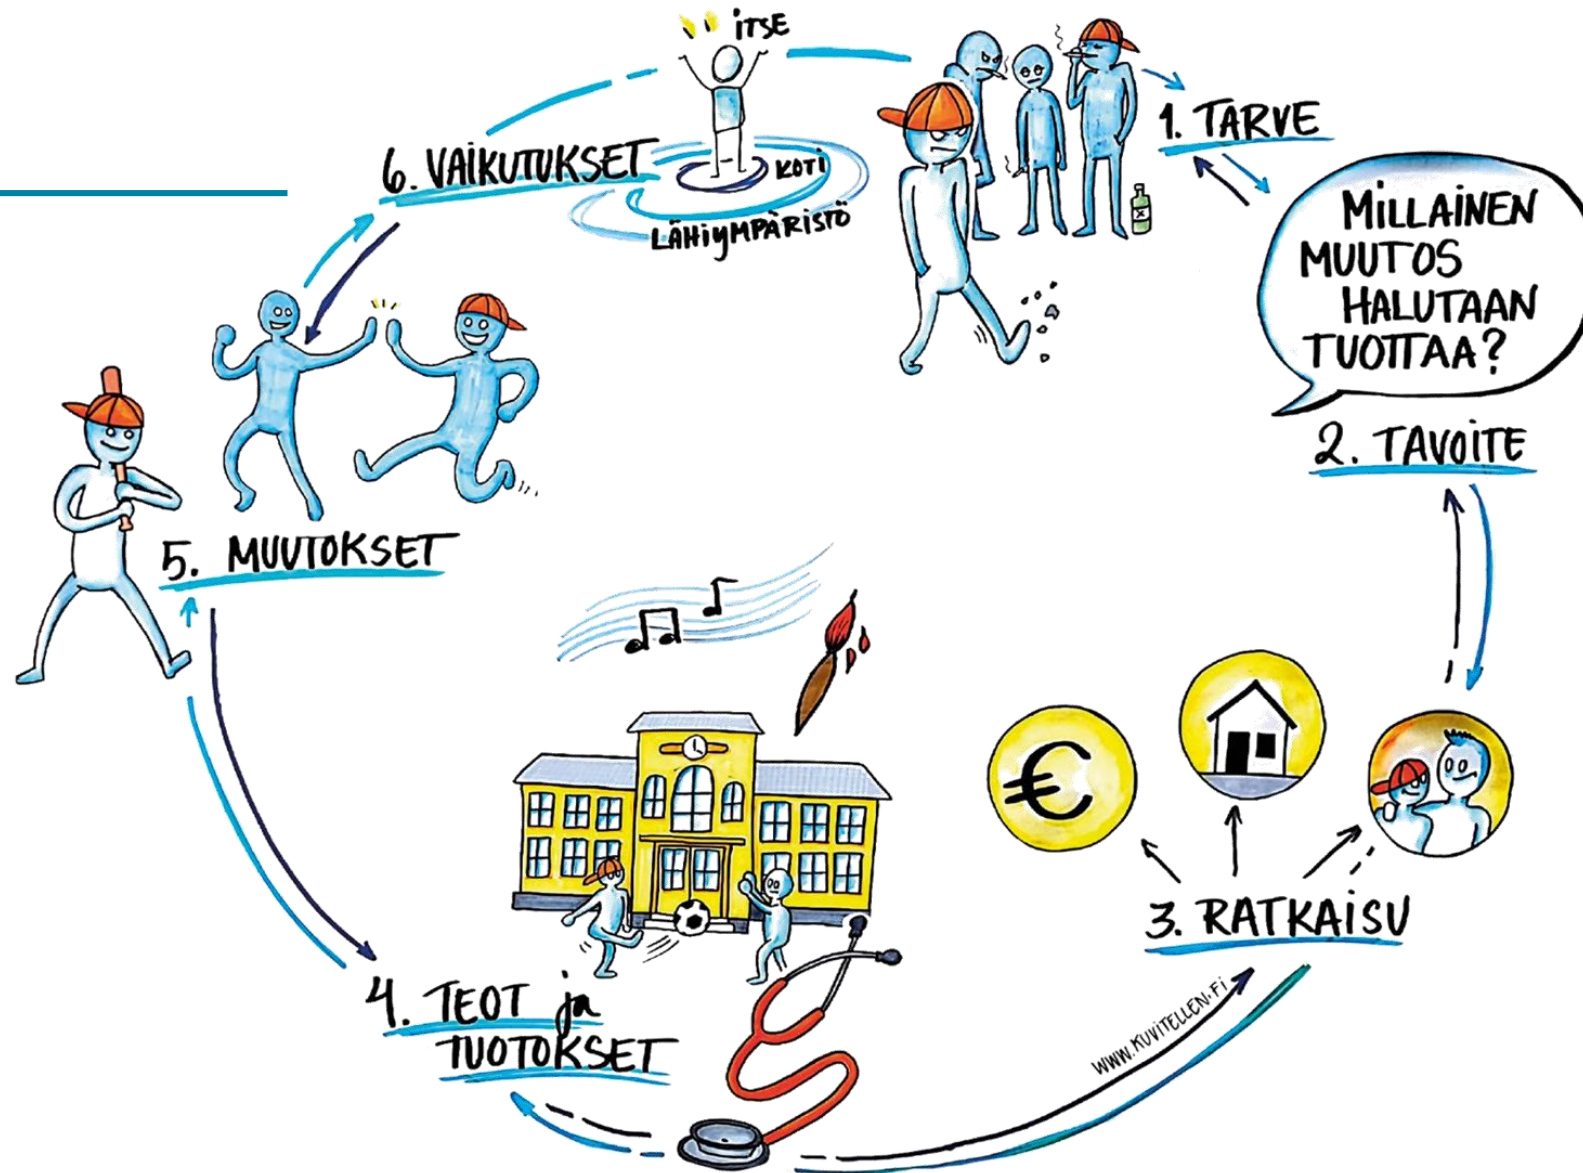 iTSE
KOTi
LÄHiYMPÄRiSTÖ
1. TARVE
MiLLAiNEN
MUUTOS
HALUTAAN
TUOTTAA?
2. TAVOiTE
€
3. RATKAiSU
WWW.KUVITELLEN.Fi
4. TEOT ja
TUOTOKSET
5. MUUTOKSET
6. VAiKUTUKSET